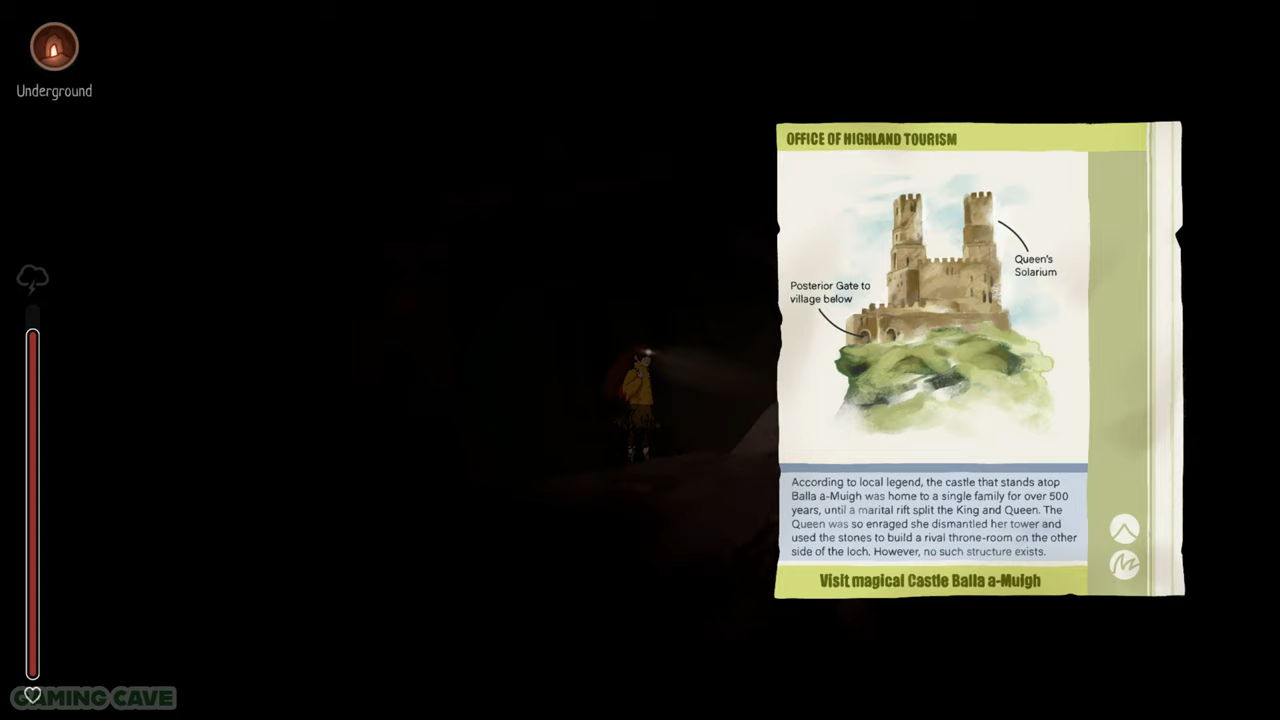 Underground
OFFICE OF HIGHLAND TOURISM
Queen's
Solarium
Posterior Gate to
village below
According to local legend, the castle that stands atop
Balla a-Muigh was home to a single family for over 500
years, until a marital rift split the King and Queen. The
Queen was so enraged she dismantled her tower and
used the stones to build a rival throne-room on the other
side of the loch. However, no such structure exists.
Visit magical Castle Balla a-Muigh
GAMING CAVE